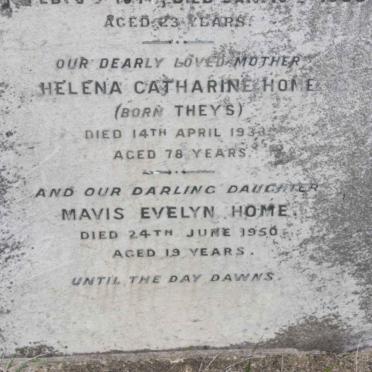 AGED 23 YEARS.
OUR DEARLY LOVED MOTHER
HELENA CATHARINE HOME
(BORN THEYS)
DIED 14TH APRIL 1933
AGED 78 YEARS.
AND OUR DARLING DAUGHTER
MAVIS EVELYN HOME.
DIED 24TH JUNE 1950
AGED 19 YEARS.
UNTIL THE DAY DAWNS.